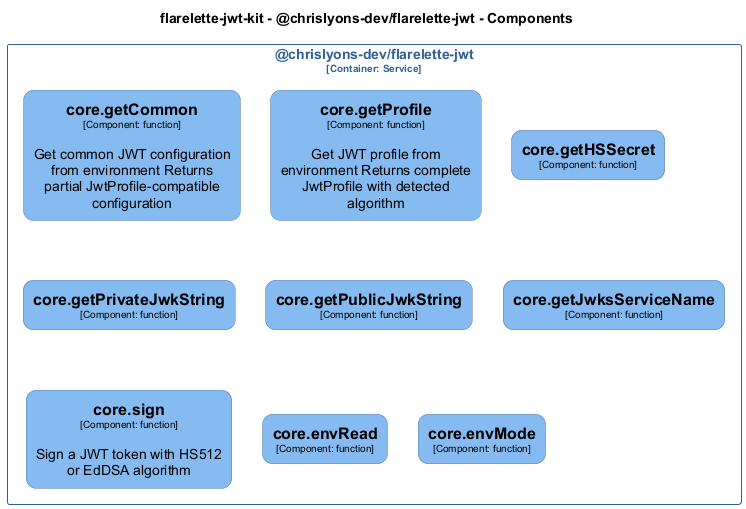 flarelette-jwt-kit - @chrislyons-dev/flarelette-jwt - Components
@chrislyons-dev/flarelette-jwt
[Container: Service]
core.getCommon
[Component: function]
Get common JWT configuration
from environment Returns
partial JwtProfile-compatible
configuration
core.getProfile
[Component: function]
Get JWT profile from
environment Returns complete
JwtProfile with detected
algorithm
core.getHSSecret
[Component: function]
core.getPrivateJwkString
[Component: function]
core.getPublicJwkString
[Component: function]
core.getJwksServiceName
[Component: function]
core.sign
[Component: function]
Sign a JWT token with HS512
or EdDSA algorithm
core.envRead
[Component: function]
core.envMode
[Component: function]